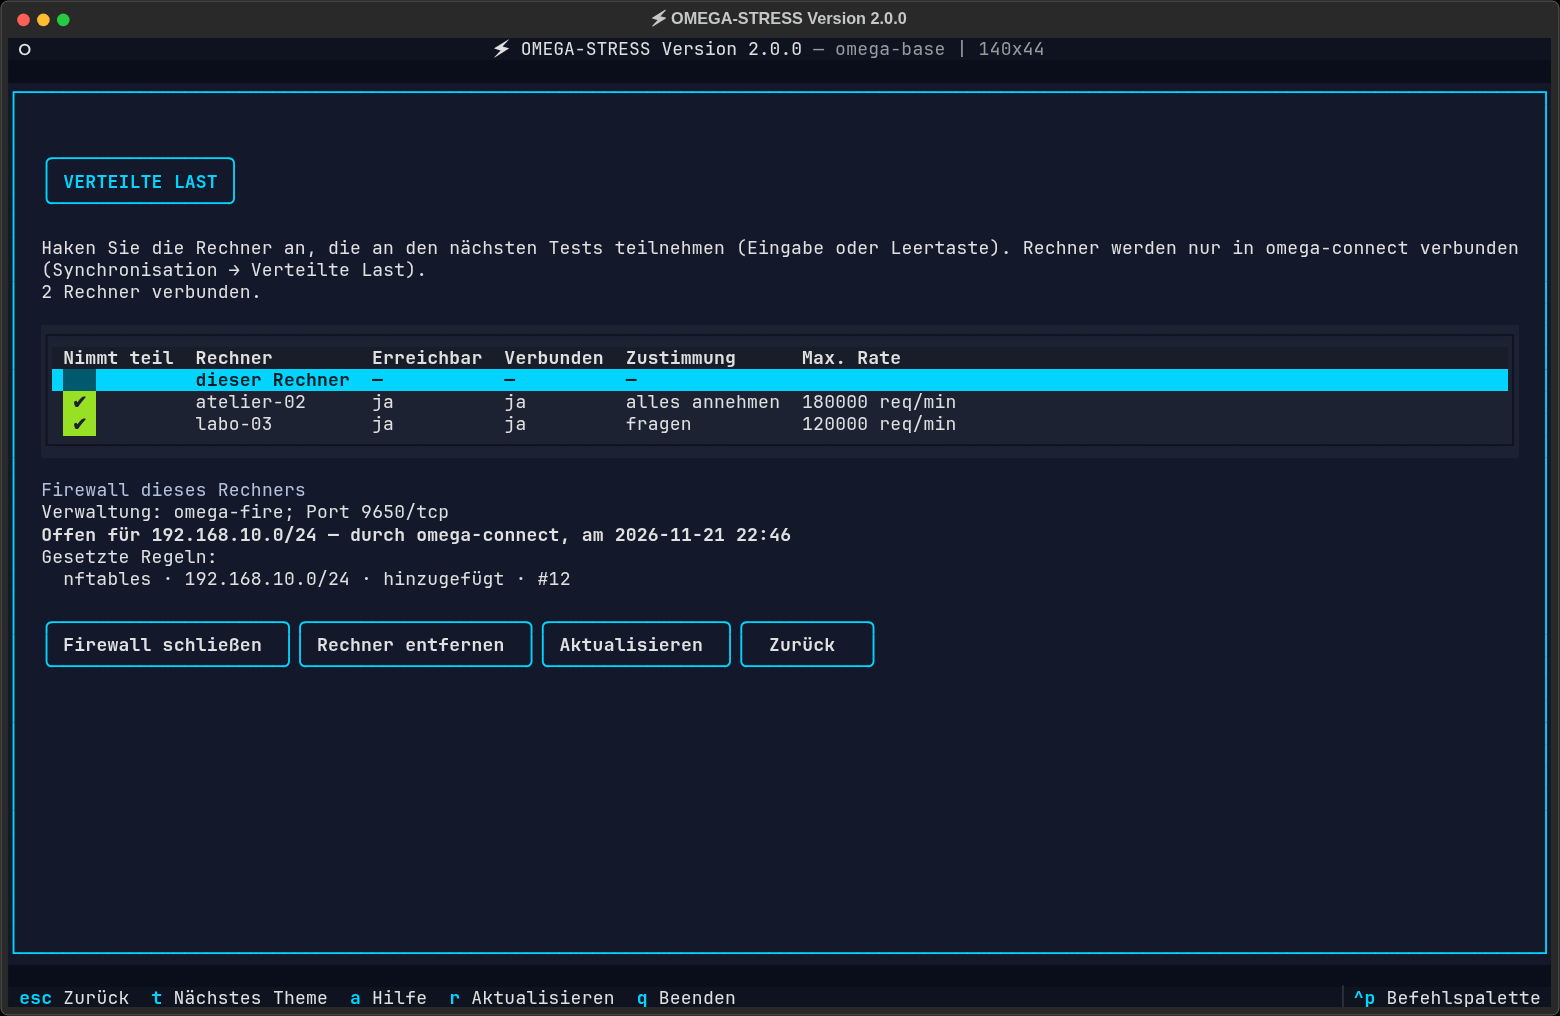 ⚡ OMEGA-STRESS Version 2.0.0
⚡ OMEGA-STRESS Version 2.0.0 — omega-base | 140x44
VERTEILTE LAST
Haken Sie die Rechner an, die an den nächsten Tests teilnehmen (Eingabe oder Leertaste). Rechner werden nur in omega-connect verbunden
(Synchronisation → Verteilte Last).
2 Rechner verbunden.
Nimmt teil Rechner Erreichbar Verbunden Zustimmung Max. Rate
dieser Rechner — — —
✔ atelier-02 ja ja alles annehmen 180000 req/min
✔ labo-03 ja ja fragen 120000 req/min
Firewall dieses Rechners
Verwaltung: omega-fire; Port 9650/tcp
Offen für 192.168.10.0/24 — durch omega-connect, am 2026-11-21 22:46
Gesetzte Regeln:
nftables · 192.168.10.0/24 · hinzugefügt · #12
Firewall schließen Rechner entfernen Aktualisieren Zurück
esc Zurück t Nächstes Theme a Hilfe r Aktualisieren q Beenden ^p Befehlspalette